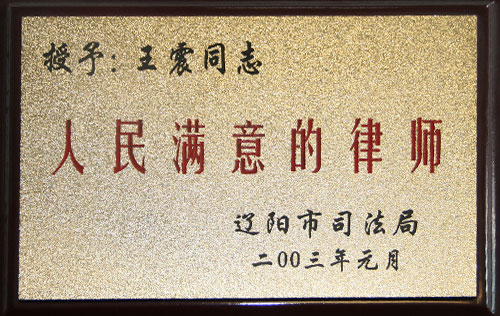 授予：王震同志
人民满意的律师
辽阳市司法局
二00三年元月